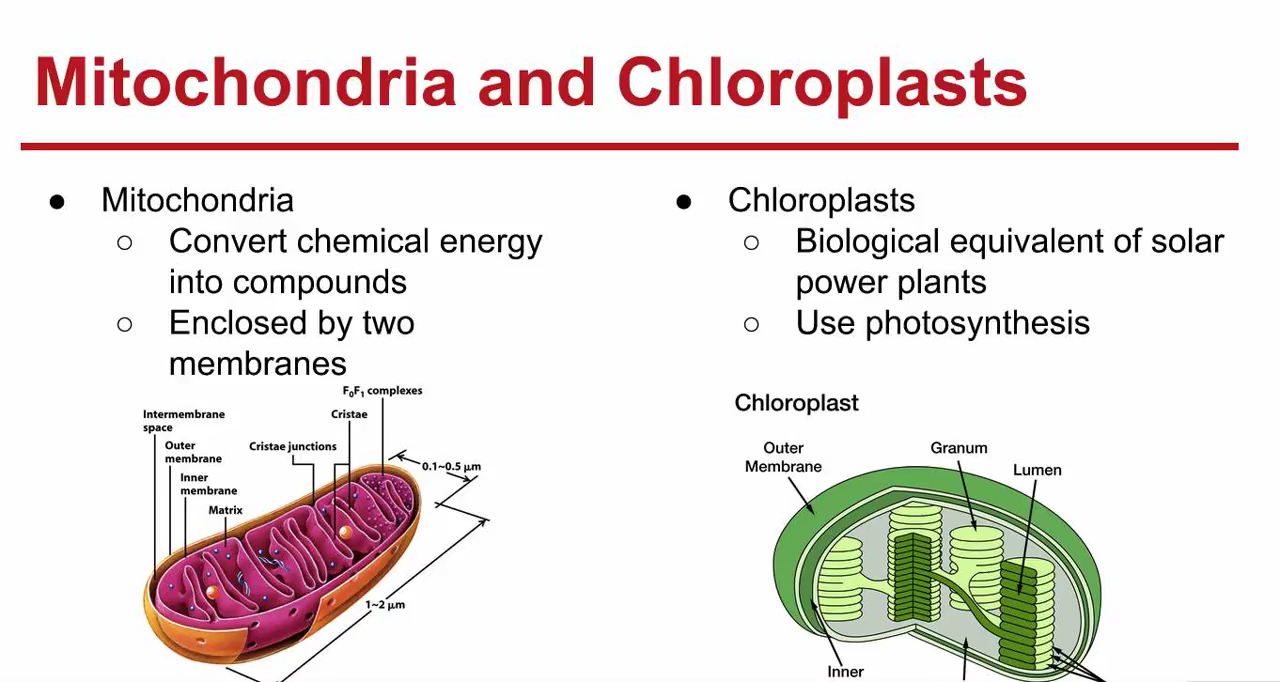 Mitochondria and Chloroplasts
● Mitochondria
○ Convert chemical energy
into compounds
○ Enclosed by two
membranes
F₀F₁ complexes
Intermembrane
space
Cristae
Outer
membrane
Cristae junctions
0.1~0.5 μm
Inner
membrane
Matrix
1~2 μm
● Chloroplasts
○ Biological equivalent of solar
power plants
○ Use photosynthesis
Chloroplast
Outer
Membrane
Granum
Lumen
Inner